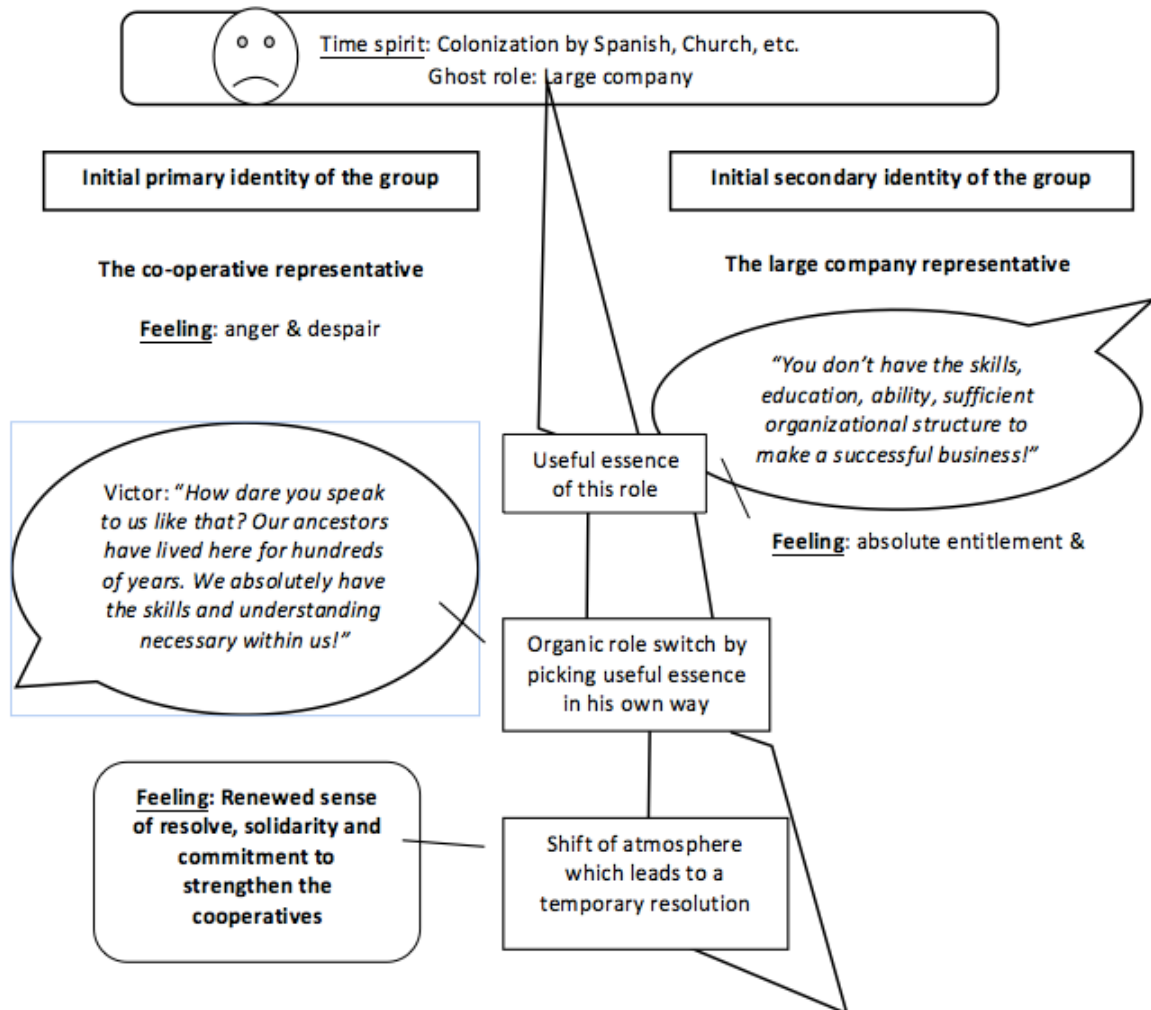 Time spirit: Colonization by Spanish, Church, etc.
Ghost role: Large company
Initial primary identity of the group
Initial secondary identity of the group
The co-operative representative
The large company representative
Feeling: anger & despair
"You don't have the skills,
education, ability, sufficient
organizational structure to
make a successful business!"
Useful essence
of this role
Feeling: absolute entitlement &
Victor: "How dare you speak
to us like that? Our ancestors
have lived here for hundreds
of years. We absolutely have
the skills and understanding
necessary within us!"
Organic role switch by
picking useful essence
in his own way
Feeling: Renewed sense
of resolve, solidarity and
commitment to
strengthen the
cooperatives
Shift of atmosphere
which leads to a
temporary resolution